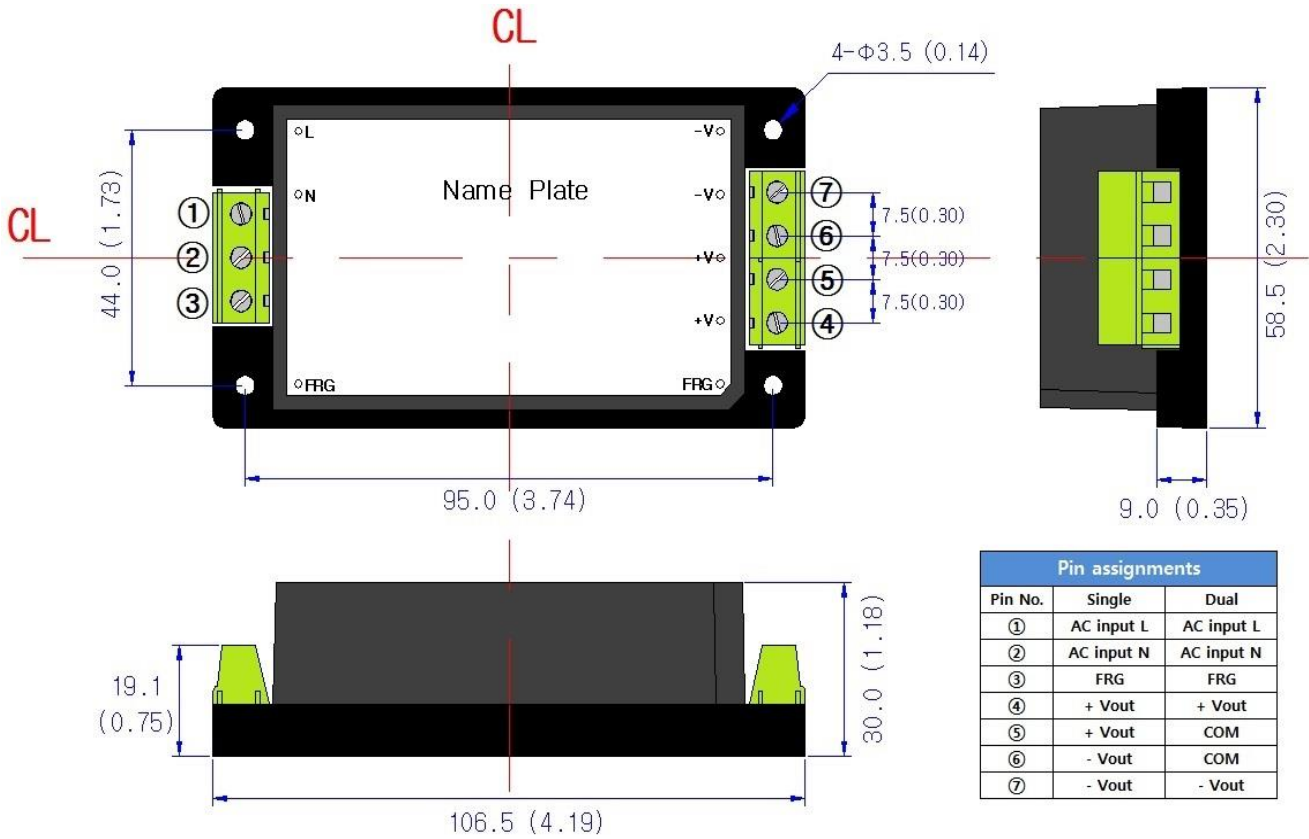 CL
4-Φ3.5 (0.14)
L
-V
N
Name Plate
-V
+V
+V
FRG
FRG
CL
①
②
③
⑦
⑥
⑤
④
7.5(0.30)
7.5(0.30)
7.5(0.30)
44.0 (1.73)
95.0 (3.74)
58.5 (2.30)
9.0 (0.35)
19.1
(0.75)
30.0 (1.18)
106.5 (4.19)
Pin assignments
Pin No. Single Dual
① AC input L AC input L
② AC input N AC input N
③ FRG FRG
④ + Vout + Vout
⑤ + Vout COM
⑥ - Vout COM
⑦ - Vout - Vout